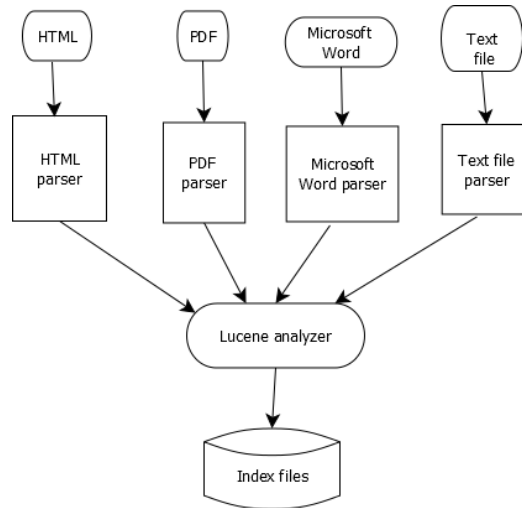 HTML
PDF
Microsoft
Word
Text
file
HTML
parser
PDF
parser
Microsoft
Word parser
Text file
parser
Lucene analyzer
Index files